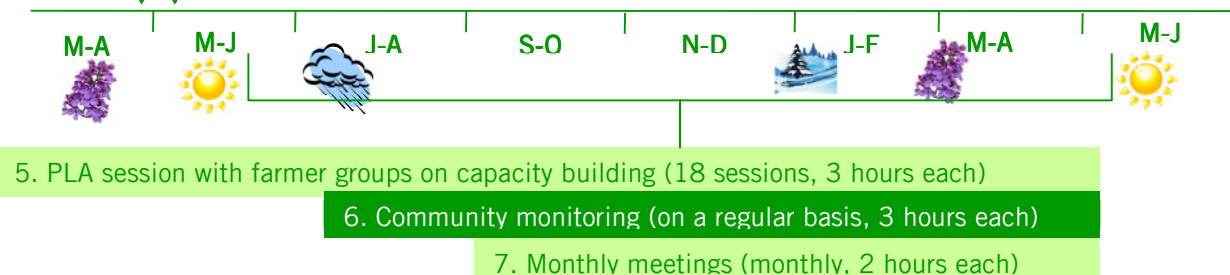 M-A M-J J-A S-O N-D J-F M-A M-J
5. PLA session with farmer groups on capacity building (18 sessions, 3 hours each)
6. Community monitoring (on a regular basis, 3 hours each)
7. Monthly meetings (monthly, 2 hours each)